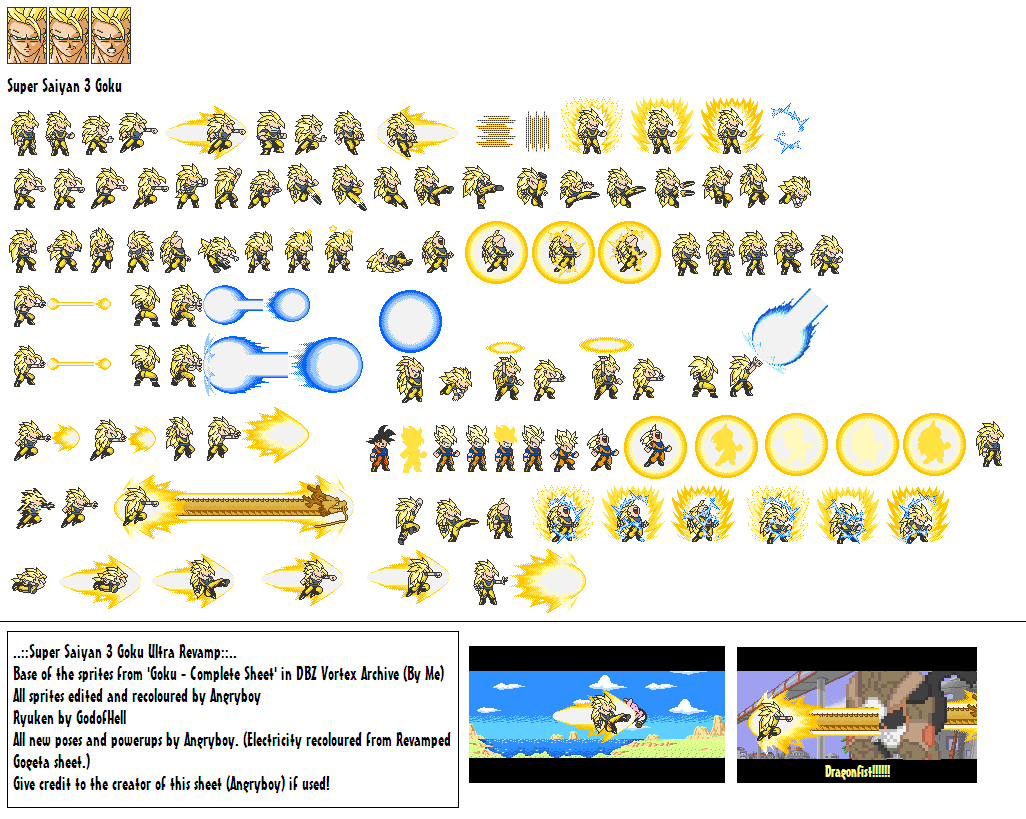 Super Saiyan 3 Goku
..::Super Saiyan 3 Goku Ultra Revamp::..
Base of the sprites from 'Goku - Complete Sheet' in DBZ Vortex Archive (By Me)
All sprites edited and recoloured by Angryboy
Ryuken by GodofHell
All new poses and powerups by Angryboy. (Electricity recoloured from Revamped
Gogeta sheet.)
Give credit to the creator of this sheet (Angryboy) if used!
Dragonfist!!!!!!